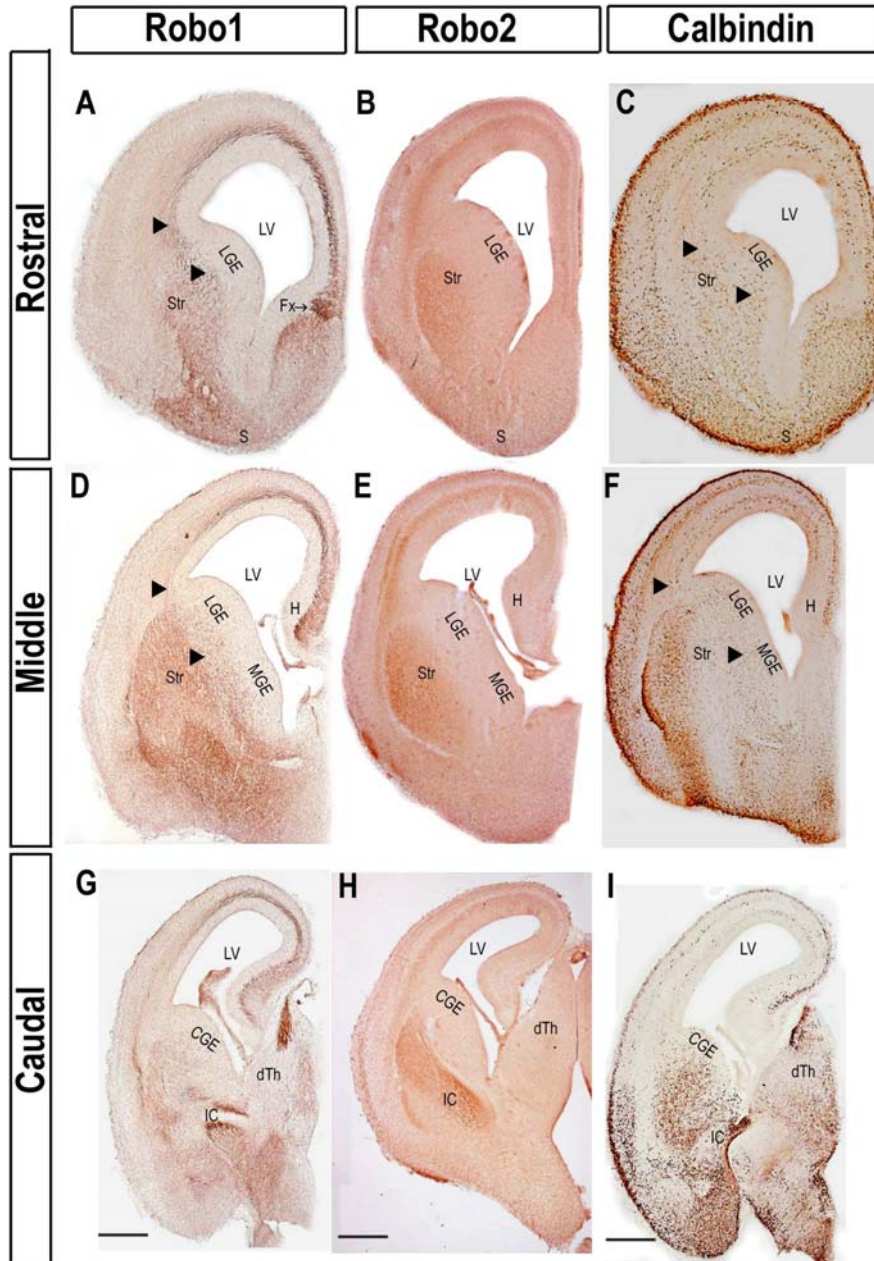 Robo1 Robo2 Calbindin
Rostral
A B C
LV LV LV
LGE LGE LGE
Str Str Str
Fx→
S S S
Middle
D E F
LV LV LV
LGE H LGE H LGE H
Str MGE Str MGE Str MGE
Caudal
G H I
LV LV LV
CGE CGE CGE
dTh dTh dTh
IC IC IC